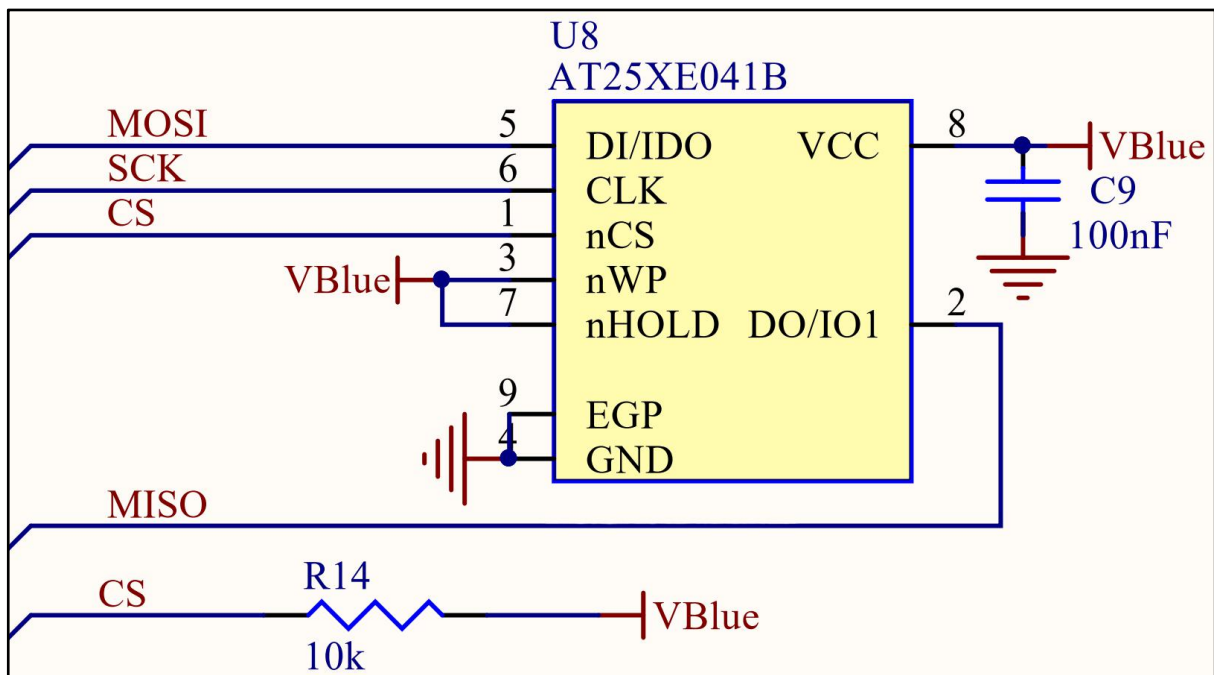 U8
AT25XE041B
MOSI 5 DI/IDO VCC 8 VBlue
SCK 6 CLK C9
CS 1 nCS 100nF
VBlue 3 nWP
7 nHOLD DO/IO1 2
9 EGP
4 GND
MISO
CS R14 VBlue
10k